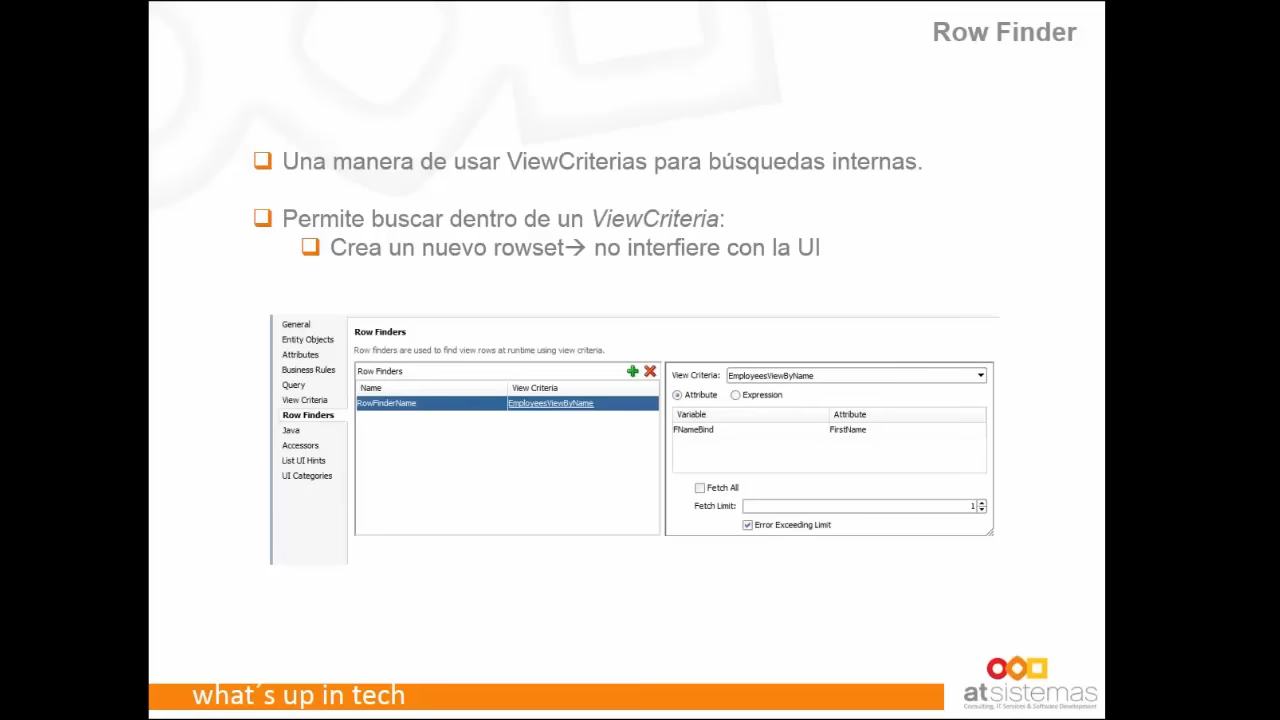 Row Finder
Una manera de usar ViewCriterias para búsquedas internas.
Permite buscar dentro de un ViewCriteria:
Crea un nuevo rowset→ no interfiere con la UI
General
Entity Objects
Attributes
Business Rules
Query
View Criteria
Row Finders
Java
Accessors
List UI Hints
UI Categories
Row Finders
Row finders are used to find view rows at runtime using view criteria.
Row Finders
Name View Criteria
RowFinderName EmployeesViewByName
View Criteria: EmployeesViewByName
Attribute Expression
Variable Attribute
FNameBind FirstName
Fetch All
Fetch Limit: 1
Error Exceeding Limit
what´s up in tech
atsistemas
Consulting, IT Services & Software Development